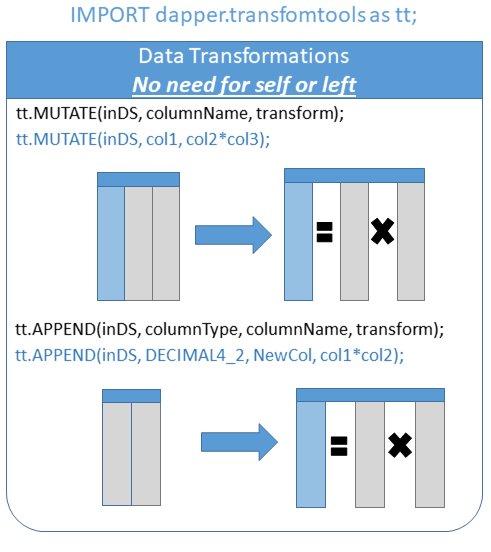 IMPORT dapper.transfomtools as tt;
Data Transformations
No need for self or left
tt.MUTATE(inDS, columnName, transform);
tt.MUTATE(inDS, col1, col2*col3);
tt.APPEND(inDS, columnType, columnName, transform);
tt.APPEND(inDS, DECIMAL4_2, NewCol, col1*col2);